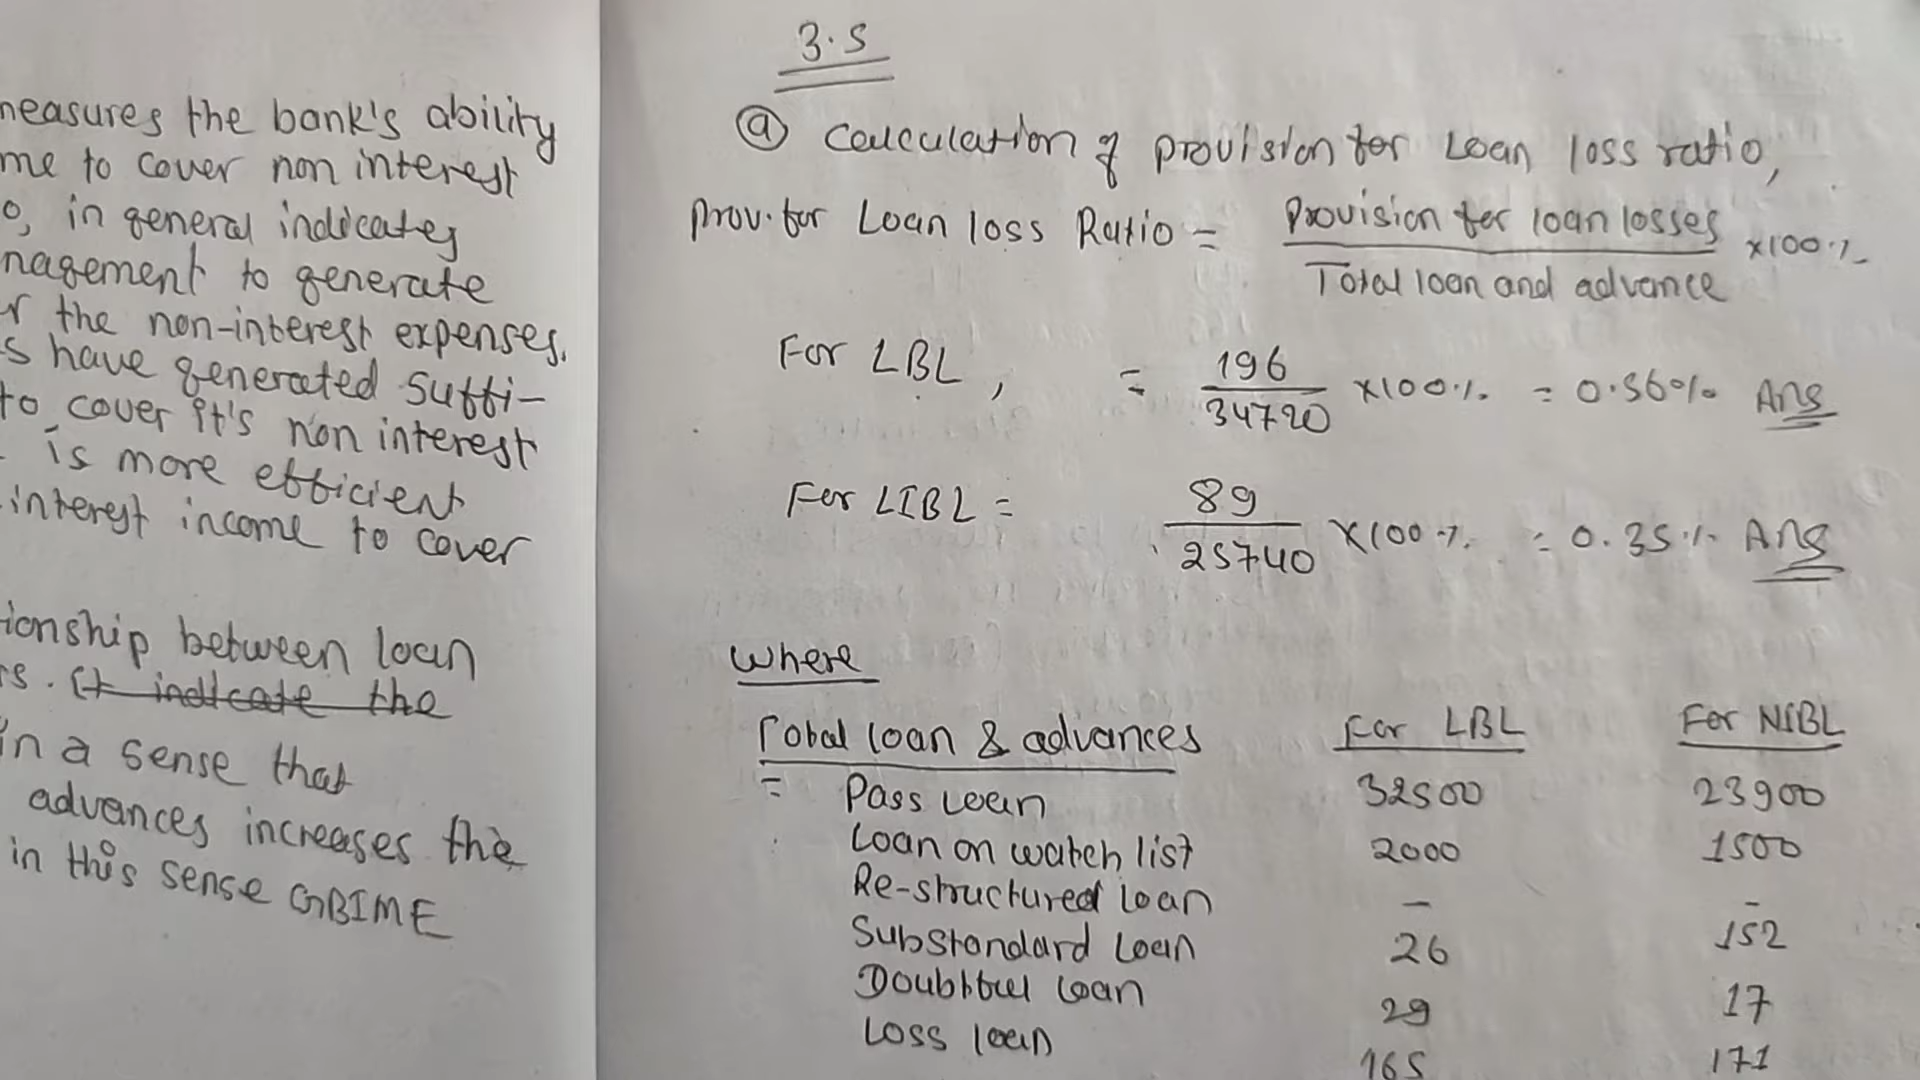 neasures the bank's ability
me to cover non interest
o, in general indicates
nagement to generate
r the non-interest expenses.
s have generated suffi-
to cover it's non interest
is more efficient
interest income to cover
ionship between loan
rs. It indicate the
in a sense that
advances increases the
in this sense GBIME
3.5
(a) Calculation of provision for Loan loss ratio,
Prov. for Loan loss Ratio = Provision for loan losses / Total loan and advance ×100%
For LBL, = 196 / 34720 ×100% = 0.56% Ans
For LIBL = 89 / 25740 ×100% = 0.35% Ans
Where
Total loan & advances For LBL For NIBL
= Pass loan 32500 23900
Loan on watch list 2000 1500
Re-structured loan - -
Substandard loan 26 152
Doubtful loan 29 17
Loss loan 165 171